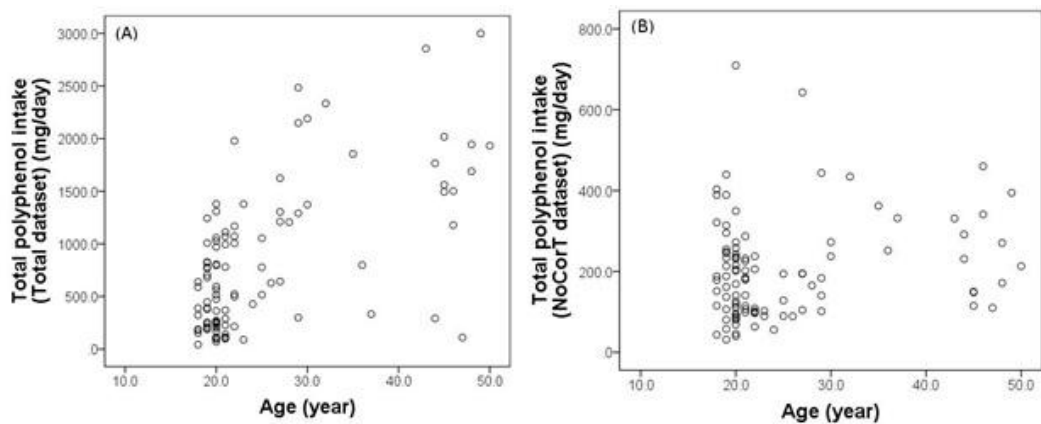 (A)
Total polyphenol intake
(Total dataset) (mg/day)
3000.0
2500.0
2000.0
1500.0
1000.0
500.0
.0
10.0 20.0 30.0 40.0 50.0
Age (year)
(B)
Total polyphenol intake
(NoCorT dataset) (mg/day)
800.0
600.0
400.0
200.0
.0
10.0 20.0 30.0 40.0 50.0
Age (year)